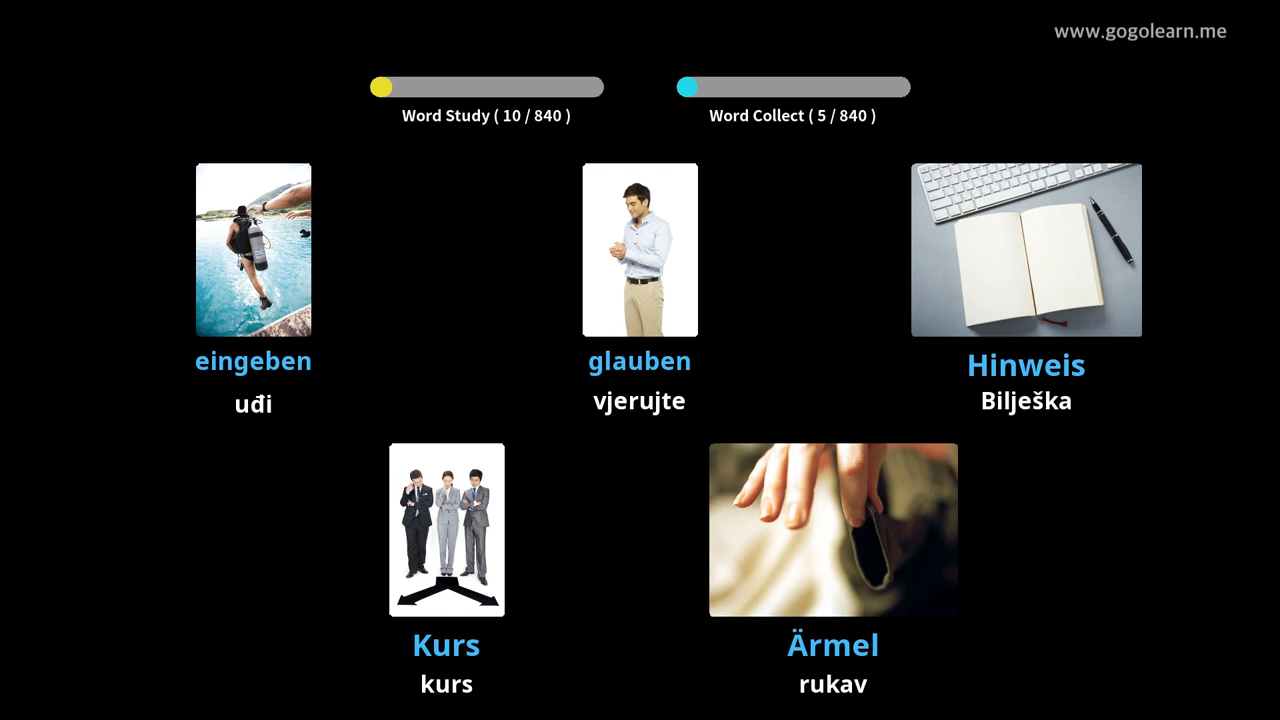 www.gogolearn.me
Word Study ( 10 / 840 )
Word Collect ( 5 / 840 )
eingeben
uđi
glauben
vjerujte
Hinweis
Bilješka
Kurs
kurs
Ärmel
rukav